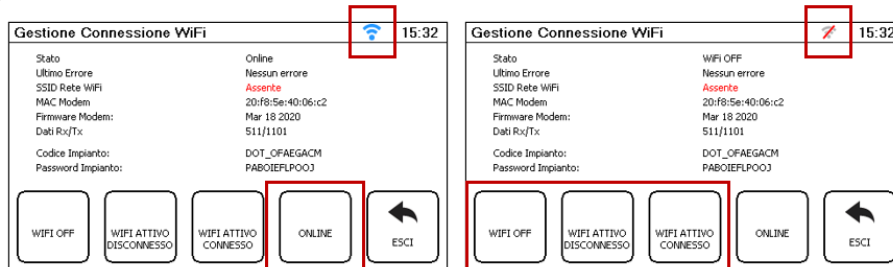 Gestione Connessione WiFi 15:32
Stato Online
Ultimo Errore Nessun errore
SSID Rete WiFi Assente
MAC Modem 20:f8:5e:40:06:c2
Firmware Modem: Mar 18 2020
Dati Rx/Tx 511/1101
Codice Impianto: DOT_OFAEGACM
Password Impianto: PABOIEFLPOOJ
WIFI OFF
WIFI ATTIVO
DISCONNESSO
WIFI ATTIVO
CONNESSO
ONLINE
ESCI
Gestione Connessione WiFi 15:32
Stato WiFi OFF
Ultimo Errore Nessun errore
SSID Rete WiFi Assente
MAC Modem 20:f8:5e:40:06:c2
Firmware Modem: Mar 18 2020
Dati Rx/Tx 511/1101
Codice Impianto: DOT_OFAEGACM
Password Impianto: PABOIEFLPOOJ
WIFI OFF
WIFI ATTIVO
DISCONNESSO
WIFI ATTIVO
CONNESSO
ONLINE
ESCI